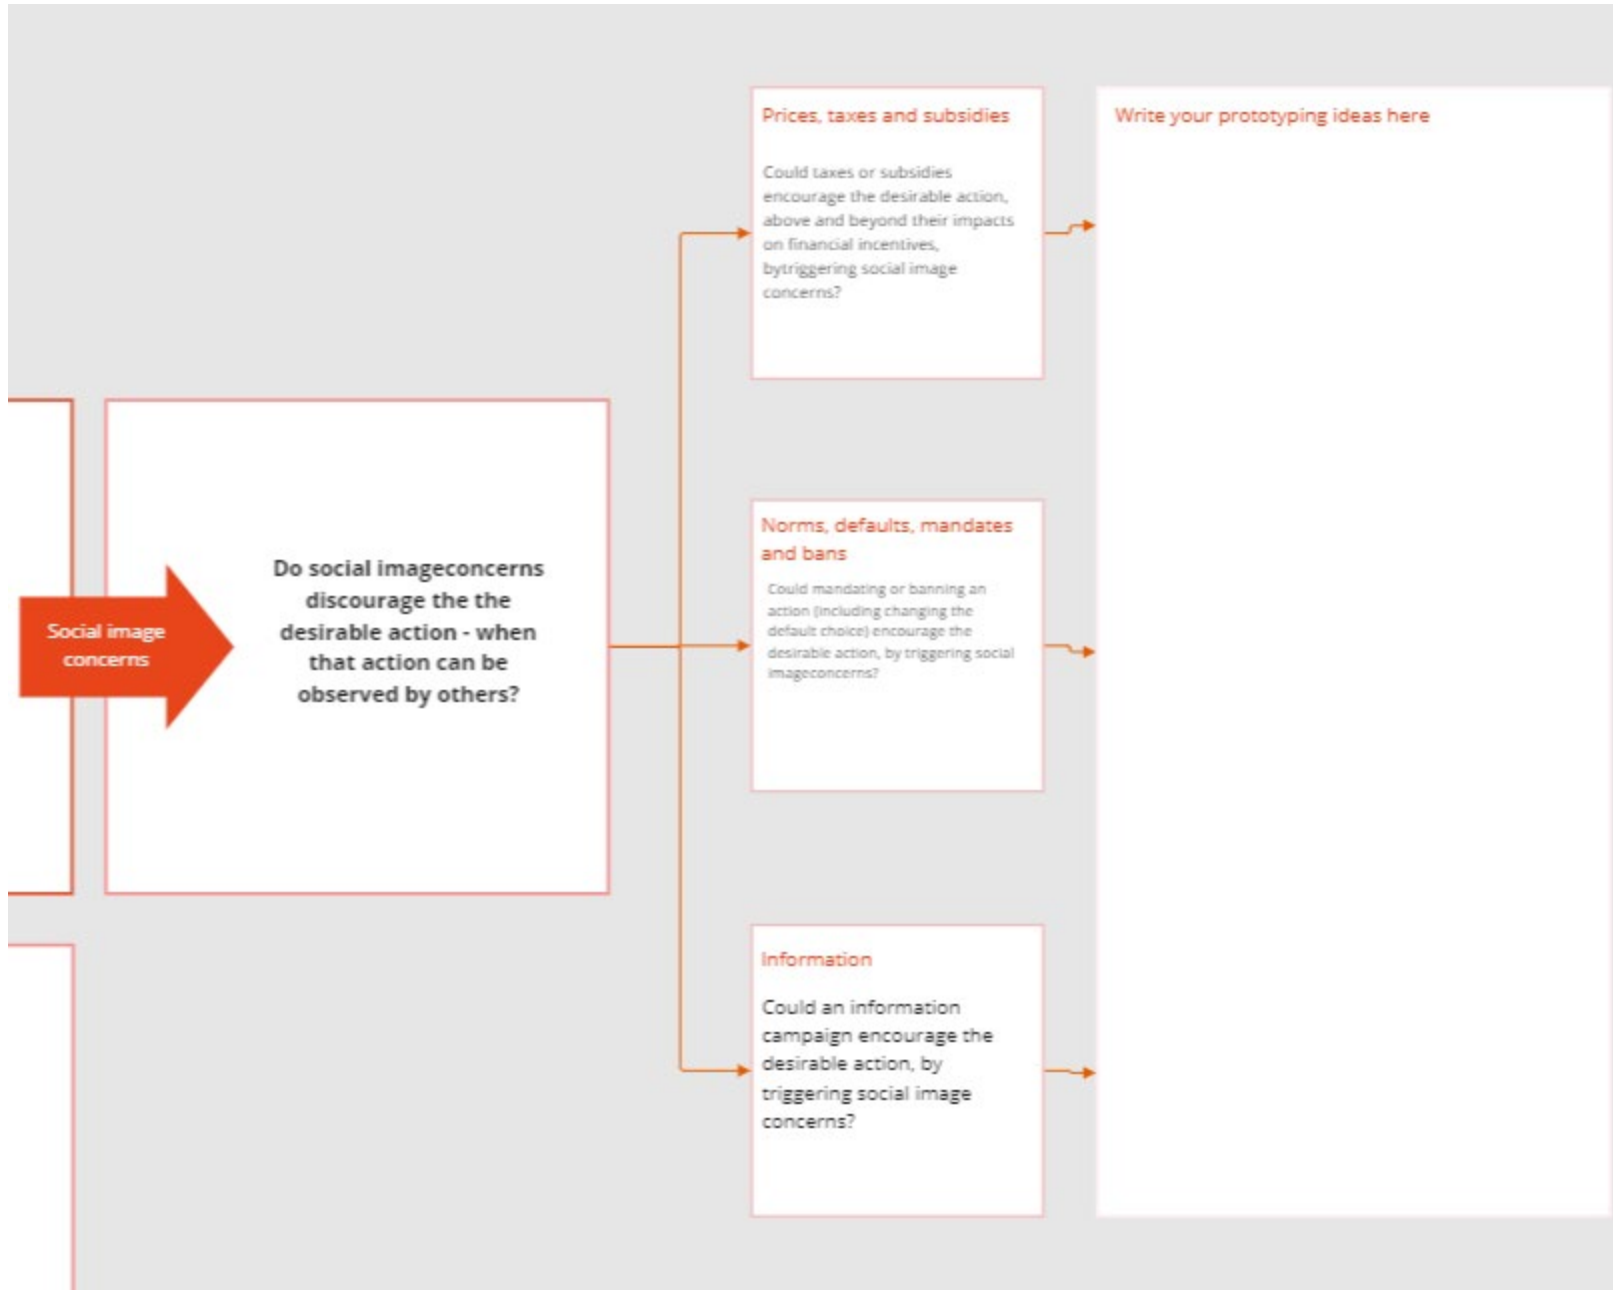 Social image
concerns
Do social imageconcerns
discourage the the
desirable action - when
that action can be
observed by others?
Prices, taxes and subsidies
Could taxes or subsidies
encourage the desirable action,
above and beyond their impacts
on financial incentives,
bytriggering social image
concerns?
Norms, defaults, mandates
and bans
Could mandating or banning an
action (including changing the
default choice) encourage the
desirable action, by triggering social
imageconcerns?
Information
Could an information
campaign encourage the
desirable action, by
triggering social image
concerns?
Write your prototyping ideas here